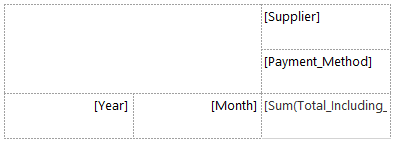 [Supplier]
[Payment_Method]
[Year] [Month] [Sum(Total_Including_